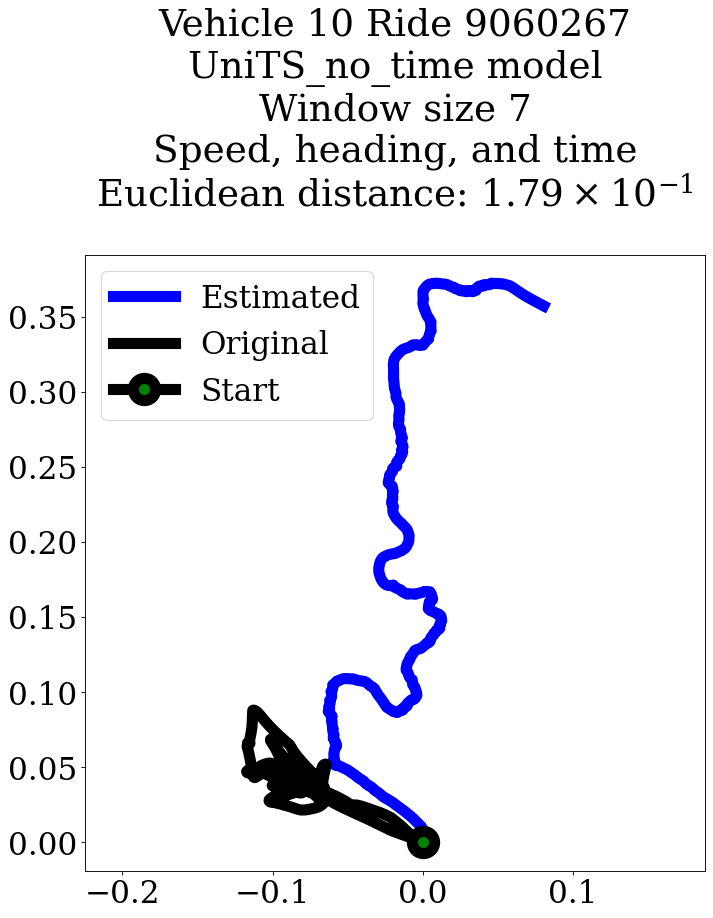 Vehicle 10 Ride 9060267
UniTS_no_time model
Window size 7
Speed, heading, and time
Euclidean distance: 1.79 × 10⁻¹
Estimated
Original
Start
0.35
0.30
0.25
0.20
0.15
0.10
0.05
0.00
−0.2 −0.1 0.0 0.1